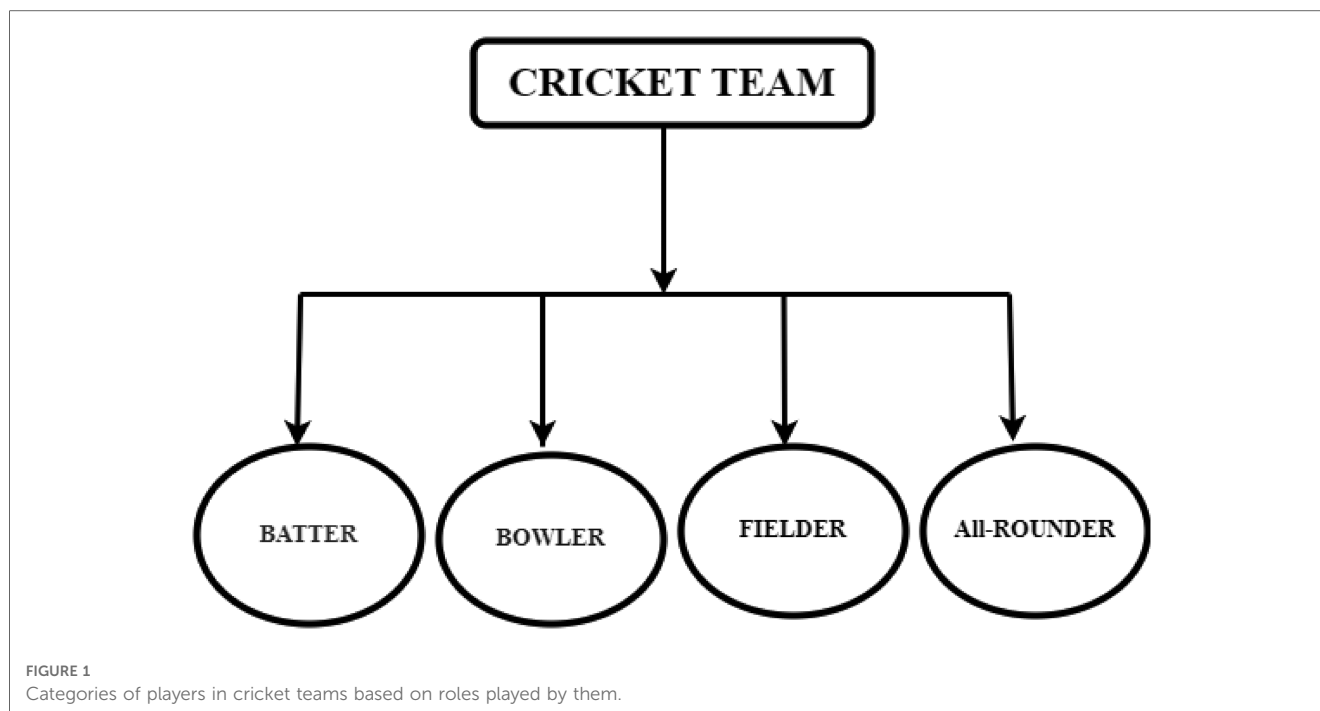 CRICKET TEAM
BATTER
BOWLER
FIELDER
All-ROUNDER
FIGURE 1
Categories of players in cricket teams based on roles played by them.